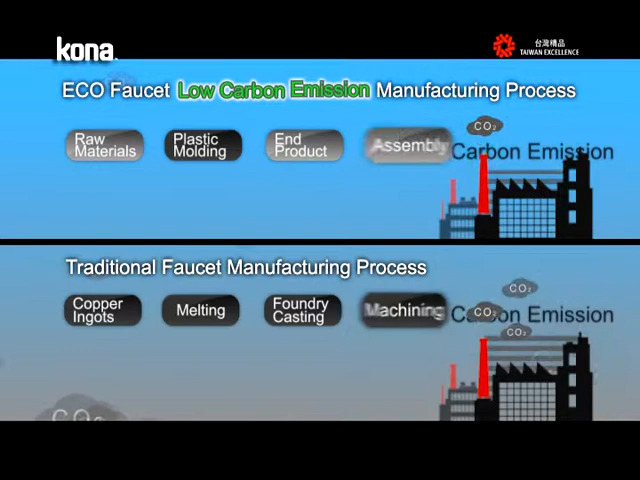 kona
台灣精品
TAIWAN EXCELLENCE
ECO Faucet Low Carbon Emission Manufacturing Process
Raw
Materials
Plastic
Molding
End
Product
Assembly
CO2
Carbon Emission
Traditional Faucet Manufacturing Process
Copper
Ingots
Melting
Foundry
Casting
Machining
CO2
CO2
Carbon Emission
CO2
CO2